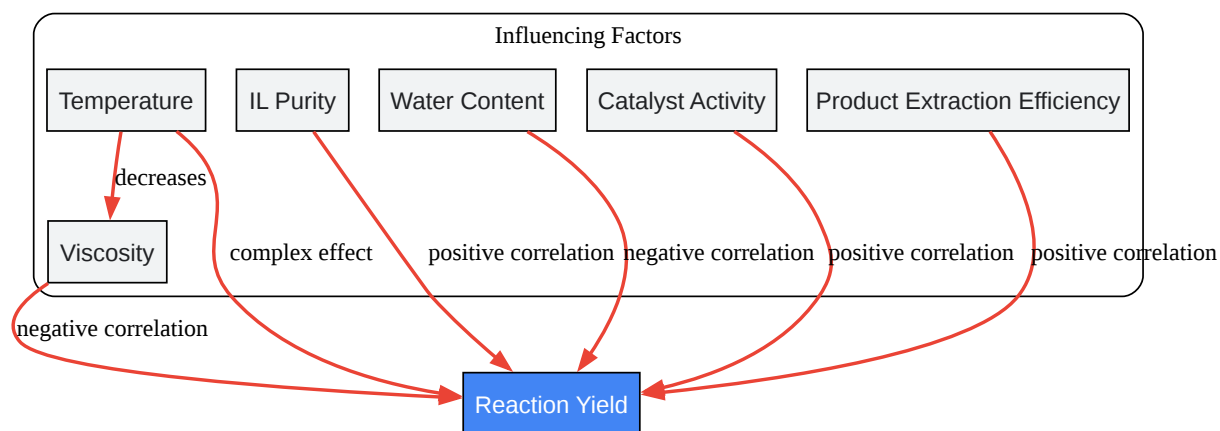 Influencing Factors
Temperature
IL Purity
Water Content
Catalyst Activity
Product Extraction Efficiency
decreases
Viscosity
complex effect
positive correlation
negative correlation
positive correlation
positive correlation
negative correlation
Reaction Yield